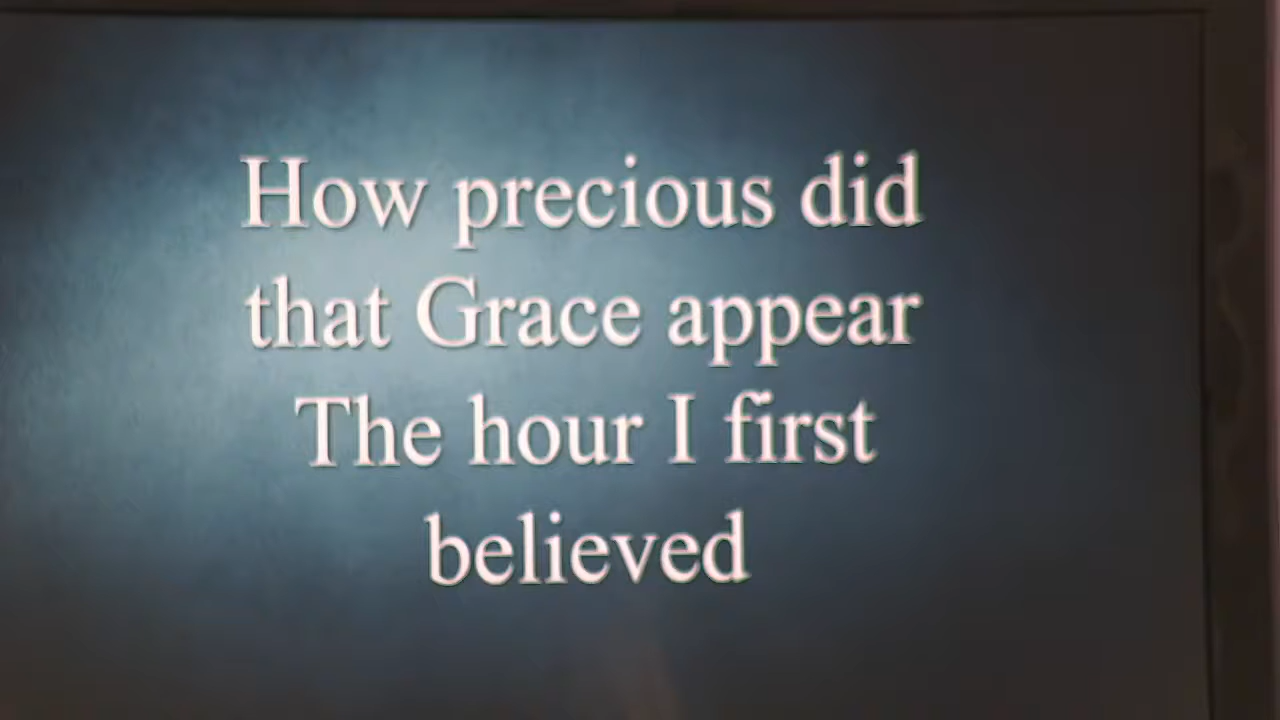 How precious did
that Grace appear
The hour I first
believed